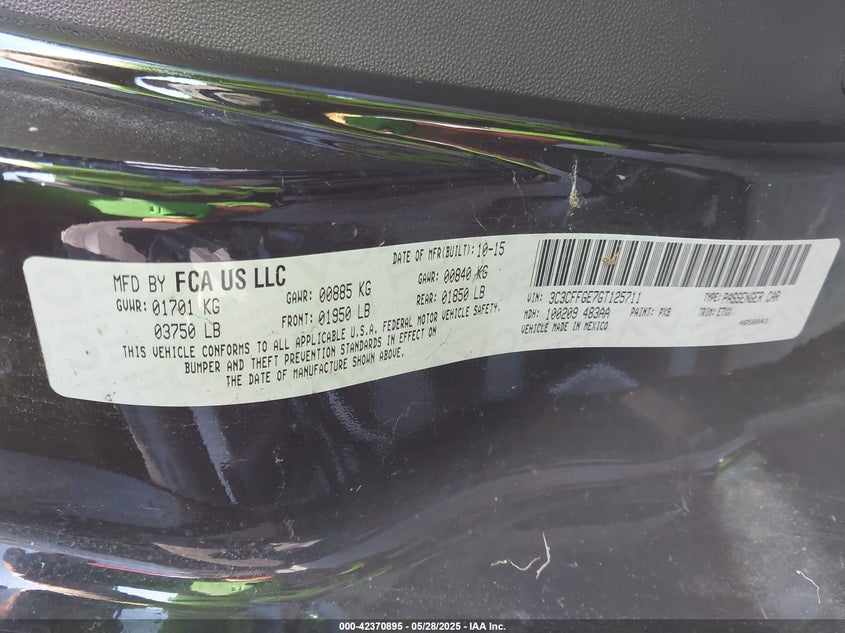 MFD BY FCA US LLC
DATE OF MFR(BUILT): 10-15
GVWR: 01701 KG
03750 LB
GAWR: 00885 KG
FRONT: 01950 LB
GAWR: 00840 KG
REAR: 01850 LB
THIS VEHICLE CONFORMS TO ALL APPLICABLE U.S.A. FEDERAL MOTOR VEHICLE SAFETY,
BUMPER AND THEFT PREVENTION STANDARDS IN EFFECT ON
THE DATE OF MANUFACTURE SHOWN ABOVE.
VIN: 3C3CFFGE7GT125711
TYPE: PASSENGER CAR
MDH: 100209 483AA
PAINT: PX8
TRIM: ETXX
VEHICLE MADE IN MEXICO
000-42370895 - 05/28/2025 - IAA Inc.